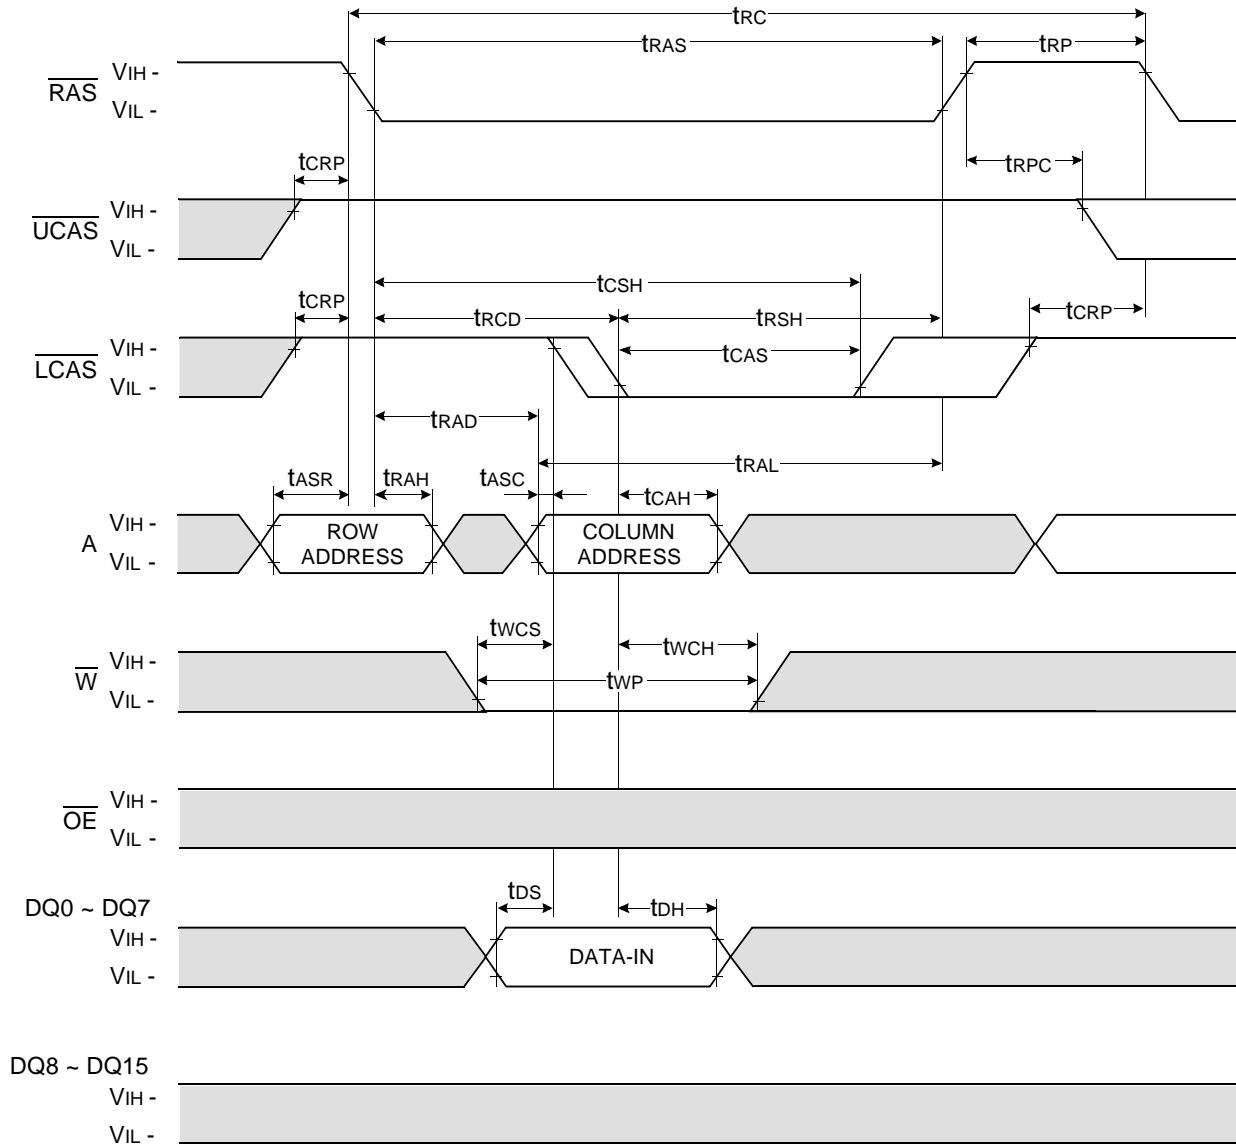 tRC
tRAS
tRP
RAS
VIH -
VIL -
tCRP
tRPC
UCAS
VIH -
VIL -
tCSH
tCRP
tRCD
tRSH
tCRP
LCAS
VIH -
VIL -
tCAS
tRAD
tRAL
tASR
tRAH
tASC
tCAH
A
VIH -
VIL -
ROW
ADDRESS
COLUMN
ADDRESS
tWCS
tWCH
W
VIH -
VIL -
tWP
OE
VIH -
VIL -
tDS
tDH
DQ0 ~ DQ7
VIH -
VIL -
DATA-IN
DQ8 ~ DQ15
VIH -
VIL -